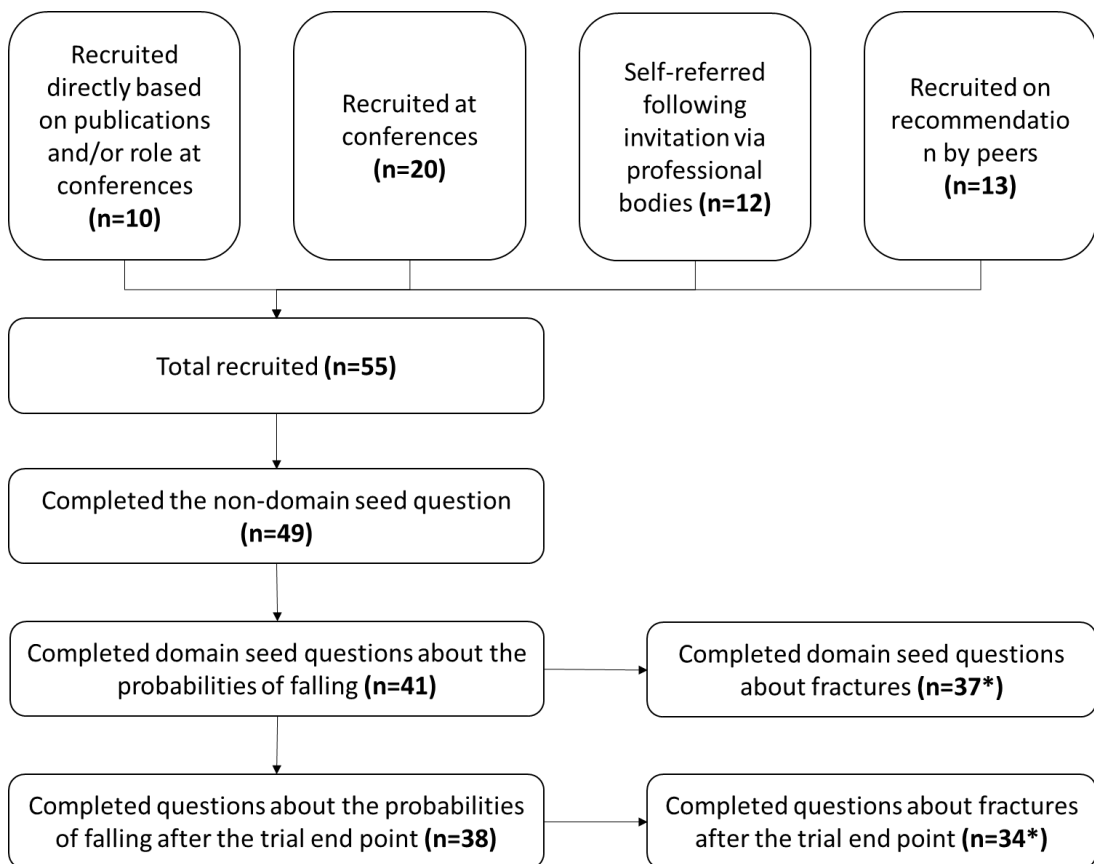 Recruited
directly based
on publications
and/or role at
conferences
(n=10)
Recruited at
conferences
(n=20)
Self-referred
following
invitation via
professional
bodies (n=12)
Recruited on
recommendatio
n by peers
(n=13)
Total recruited (n=55)
Completed the non-domain seed question
(n=49)
Completed domain seed questions about the
probabilities of falling (n=41)
Completed domain seed questions
about fractures (n=37*)
Completed questions about the probabilities
of falling after the trial end point (n=38)
Completed questions about fractures
after the trial end point (n=34*)